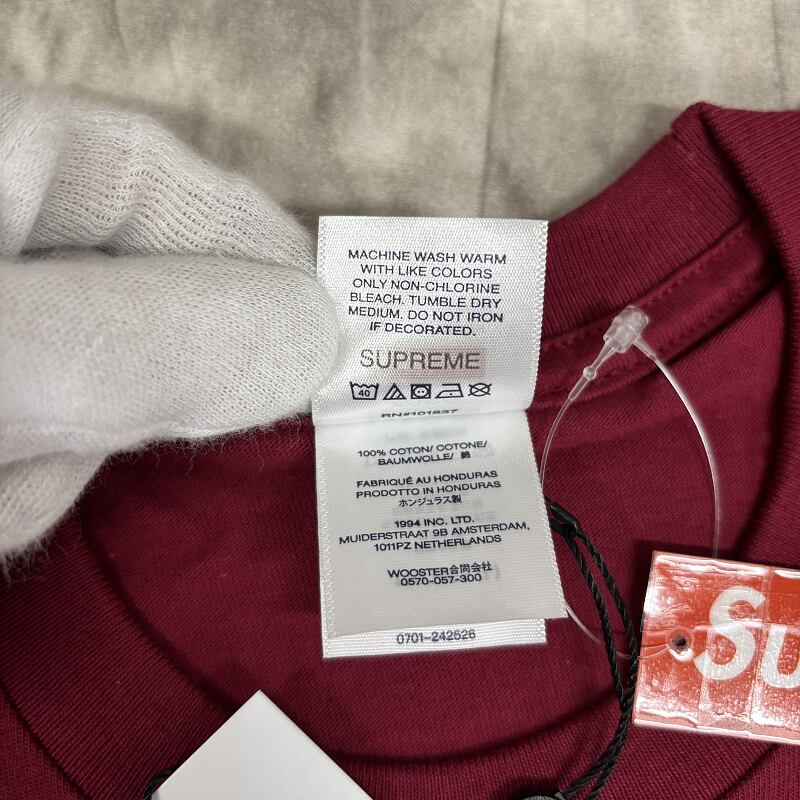 MACHINE WASH WARM
WITH LIKE COLORS
ONLY NON-CHLORINE
BLEACH. TUMBLE DRY
MEDIUM. DO NOT IRON
IF DECORATED.
SUPREME
40
RN#101837
100% COTON/ COTONE/
BAUMWOLLE/ 綿
FABRIQUÉ AU HONDURAS
PRODOTTO IN HONDURAS
ホンジュラス製
1994 INC. LTD.
MUIDERSTRAAT 9B AMSTERDAM,
1011PZ NETHERLANDS
WOOSTER合同会社
0570-057-300
0701-242526
Su